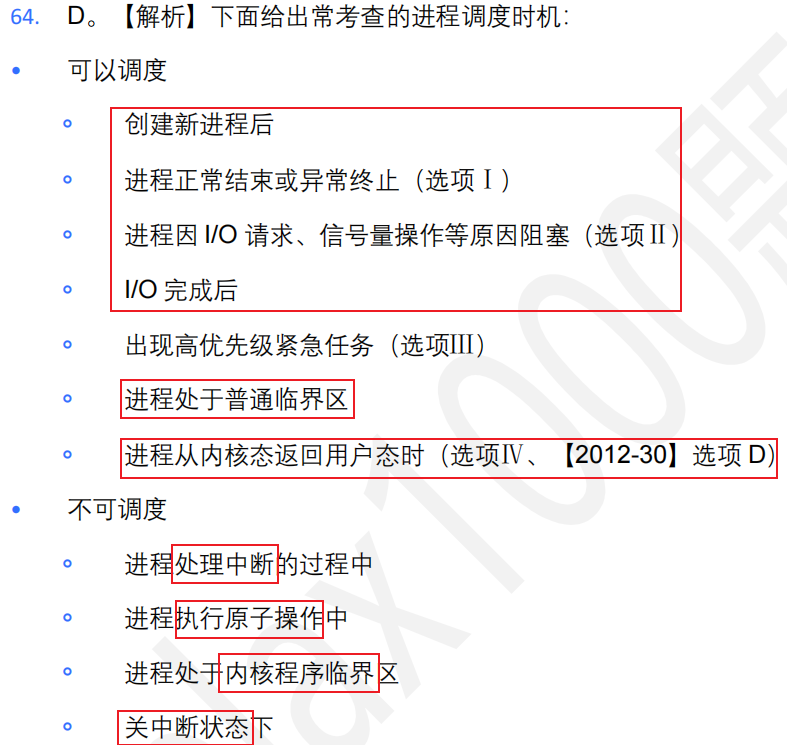 64. D。【解析】下面给出常考查的进程调度时机：
可以调度
创建新进程后
进程正常结束或异常终止（选项Ⅰ）
进程因 I/O 请求、信号量操作等原因阻塞（选项Ⅱ）
I/O 完成后
出现高优先级紧急任务（选项Ⅲ）
进程处于普通临界区
进程从内核态返回用户态时（选项Ⅳ、【2012-30】选项 D）
不可调度
进程处理中断的过程中
进程执行原子操作中
进程处于内核程序临界区
关中断状态下